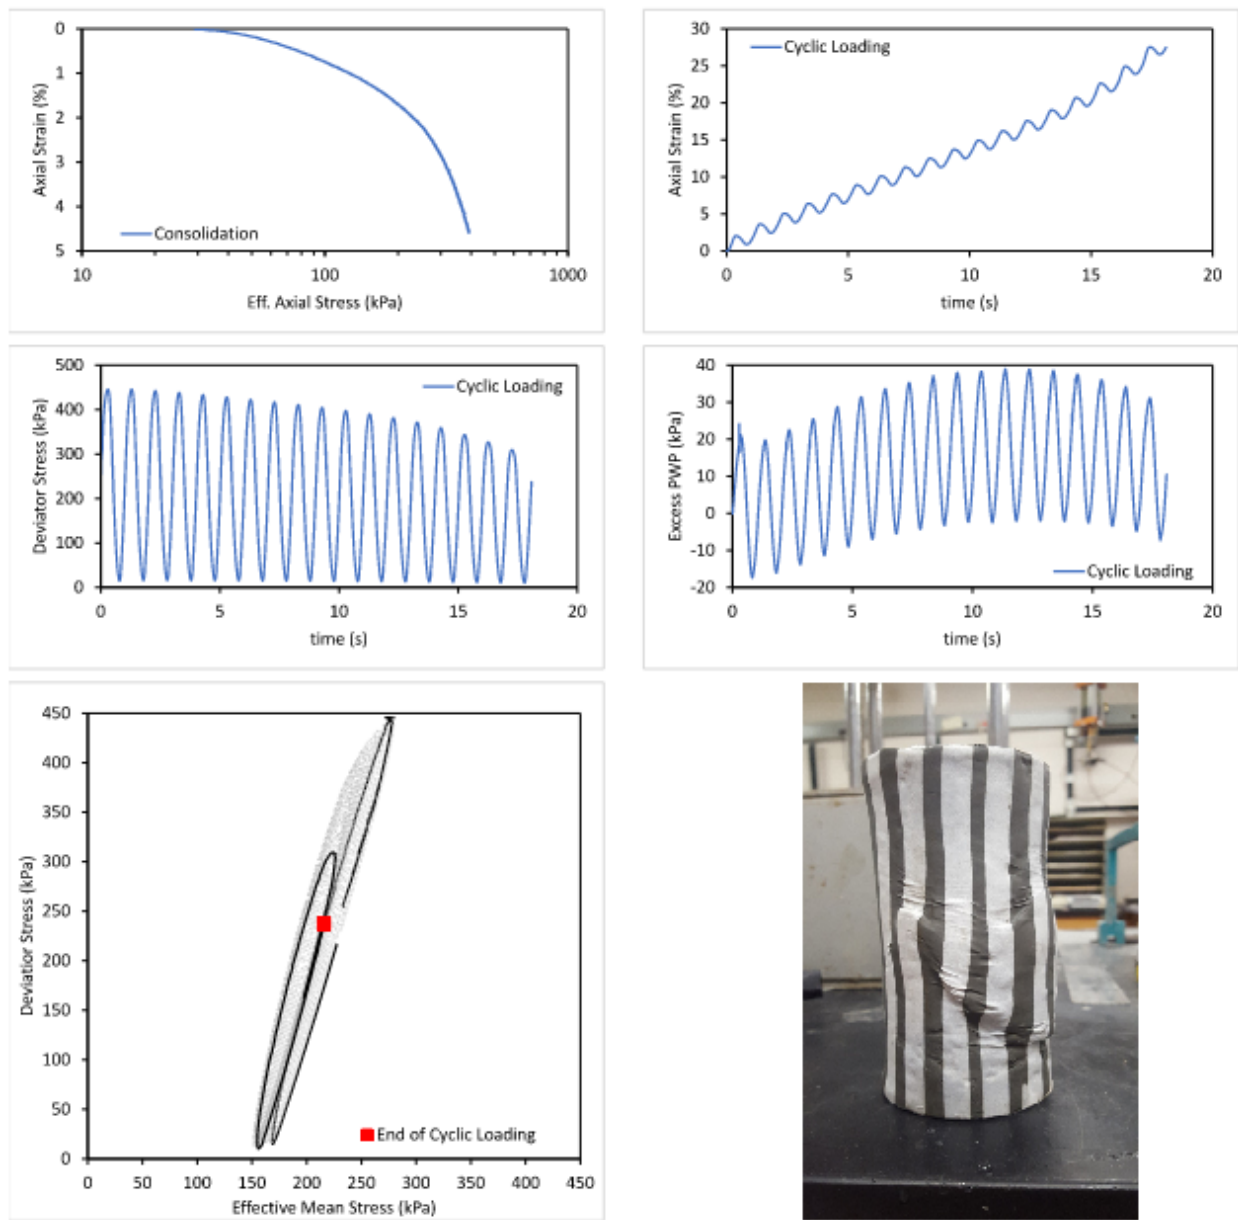 0
1
2
3
4
5
Axial Strain (%)
Consolidation
10 100 1000
Eff. Axial Stress (kPa)
30
25
20
15
10
5
0
Axial Strain (%)
Cyclic Loading
0 5 10 15 20
time (s)
500
400
300
200
100
0
Deviator Stress (kPa)
Cyclic Loading
0 5 10 15 20
time (s)
40
30
20
10
0
-10
-20
Excess PWP (kPa)
Cyclic Loading
0 5 10 15 20
time (s)
450
400
350
300
250
200
150
100
50
0
Deviatior Stress (kPa)
End of Cyclic Loading
0 50 100 150 200 250 300 350 400 450
Effective Mean Stress (kPa)